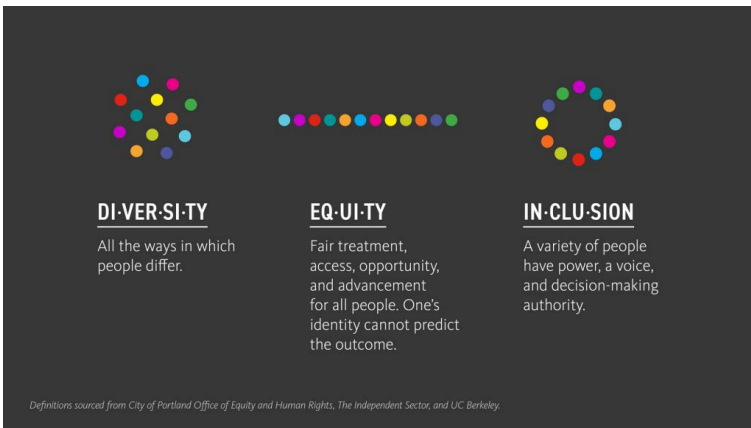 DI·VER·SI·TY
All the ways in which
people differ.
EQ·UI·TY
Fair treatment,
access, opportunity,
and advancement
for all people. One's
identity cannot predict
the outcome.
IN·CLU·SION
A variety of people
have power, a voice,
and decision-making
authority.
Definitions sourced from City of Portland Office of Equity and Human Rights, The Independent Sector, and UC Berkeley.